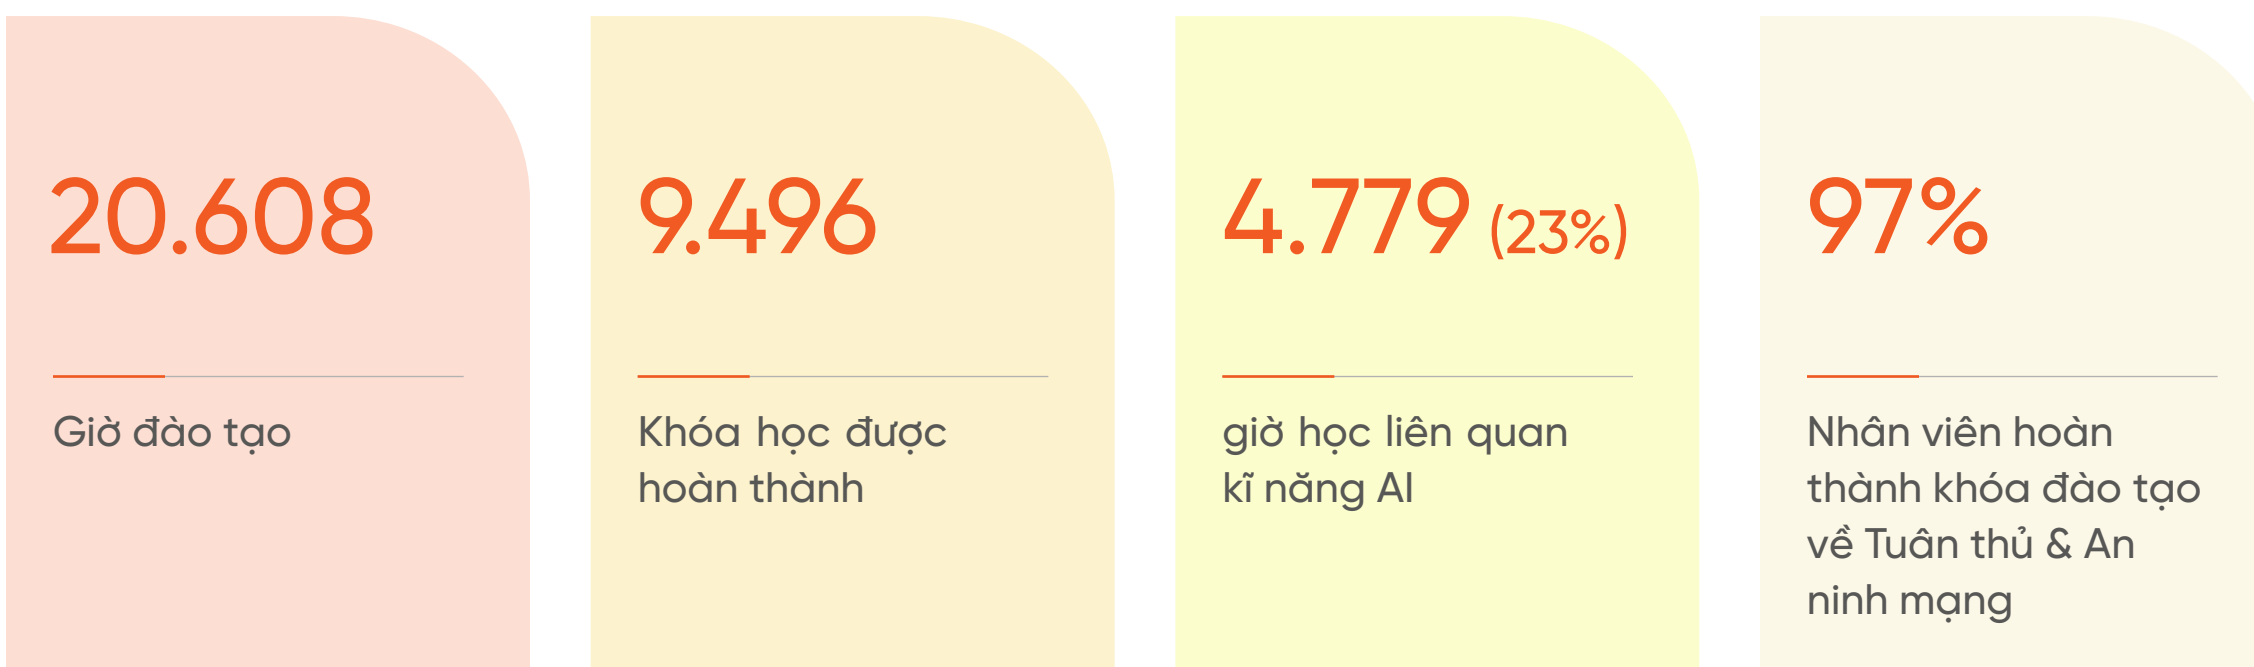 20.608
Giờ đào tạo
9.496
Khóa học được
hoàn thành
4.779 (23%)
giờ học liên quan
kĩ năng AI
97%
Nhân viên hoàn
thành khóa đào tạo
về Tuân thủ & An
ninh mạng